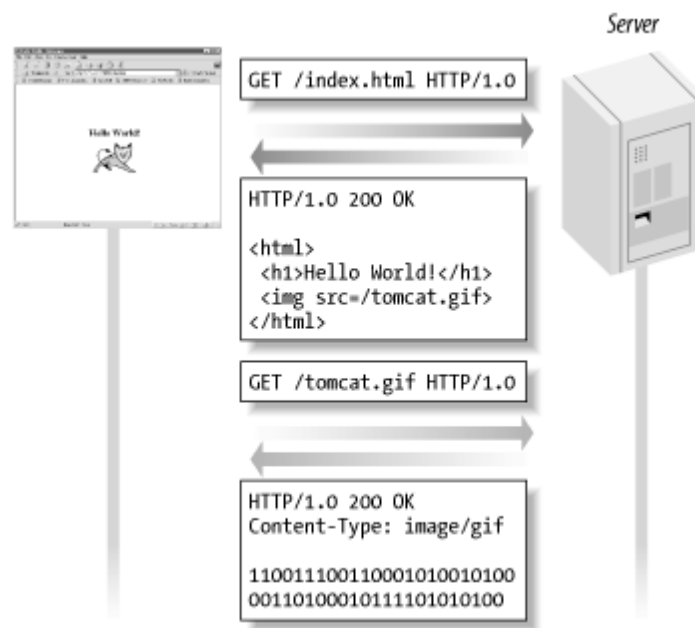 Server
GET /index.html HTTP/1.0
Hello World!
HTTP/1.0 200 OK
<html>
<h1>Hello World!</h1>
<img src=/tomcat.gif>
</html>
GET /tomcat.gif HTTP/1.0
HTTP/1.0 200 OK
Content-Type: image/gif
110011100110001010010100
001101000101111101010100